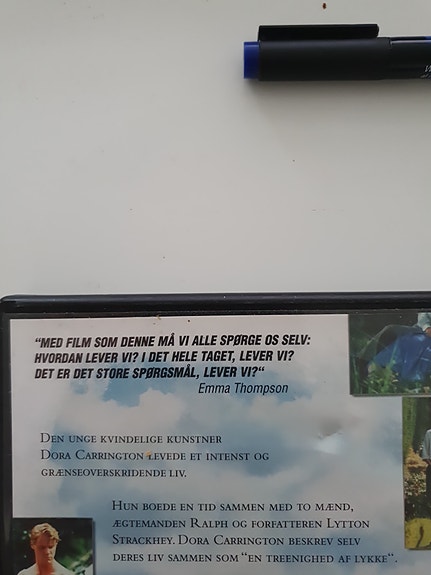 “MED FILM SOM DENNE MÅ VI ALLE SPØRGE OS SELV:
HVORDAN LEVER VI? I DET HELE TAGET, LEVER VI?
DET ER DET STORE SPØRGSMÅL, LEVER VI?“
Emma Thompson
DEN UNGE KVINDELIGE KUNSTNER
DORA CARRINGTON LEVEDE ET INTENST OG
GRÆNSEOVERSKRIDENDE LIV.
HUN BOEDE EN TID SAMMEN MED TO MÆND,
ÆGTEMANDEN RALPH OG FORFATTEREN LYTTON
STRACKHEY. DORA CARRINGTON BESKREV SELV
DERES LIV SAMMEN SOM “EN TREENIGHED AF LYKKE“.